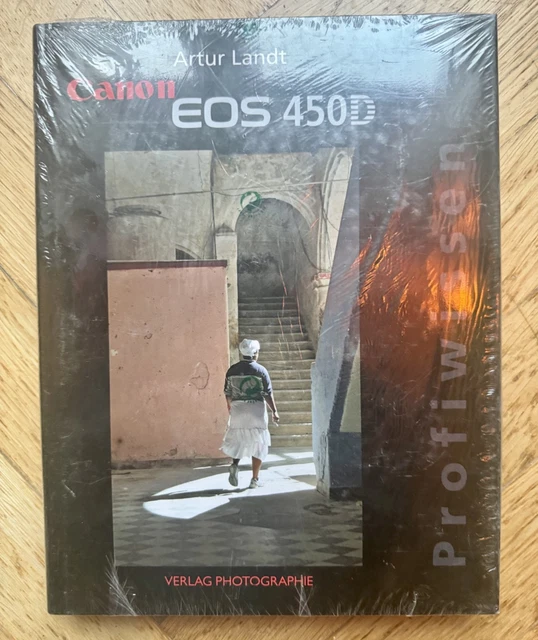 Artur Landt
Canon
EOS 450D
Profiwissen
VERLAG PHOTOGRAPHIE